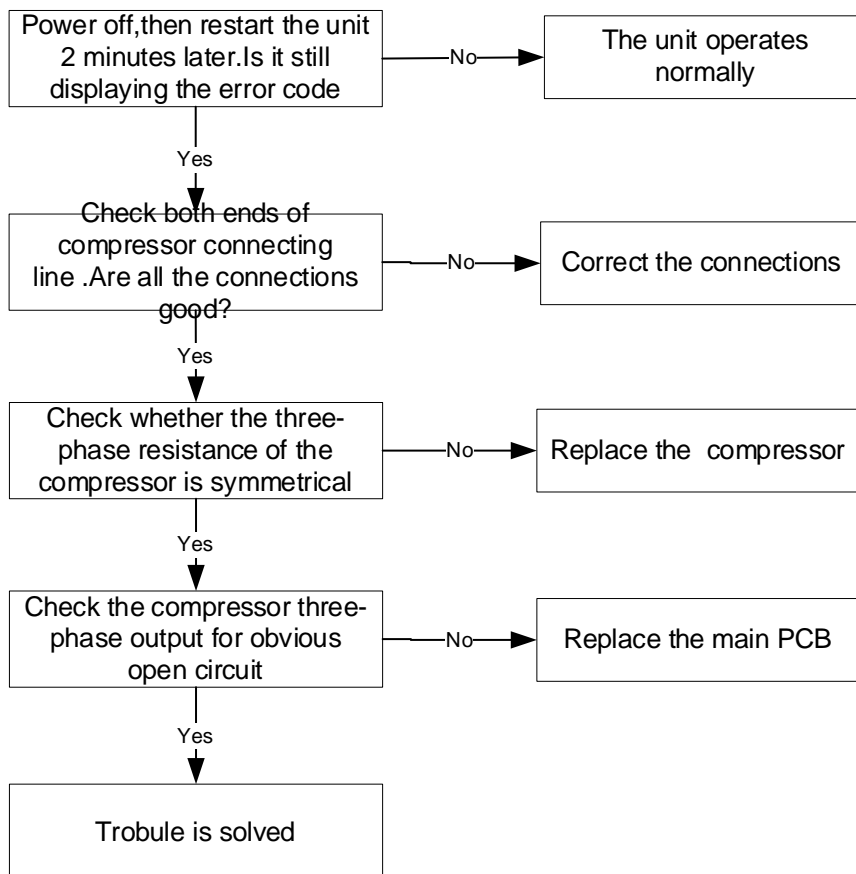 Power off,then restart the unit
2 minutes later.Is it still
displaying the error code
No
The unit operates
normally
Yes
Check both ends of
compressor connecting
line .Are all the connections
good?
No
Correct the connections
Yes
Check whether the three-
phase resistance of the
compressor is symmetrical
No
Replace the  compressor
Yes
Check the compressor three-
phase output for obvious
open circuit
No
Replace the main PCB
Yes
Trobule is solved